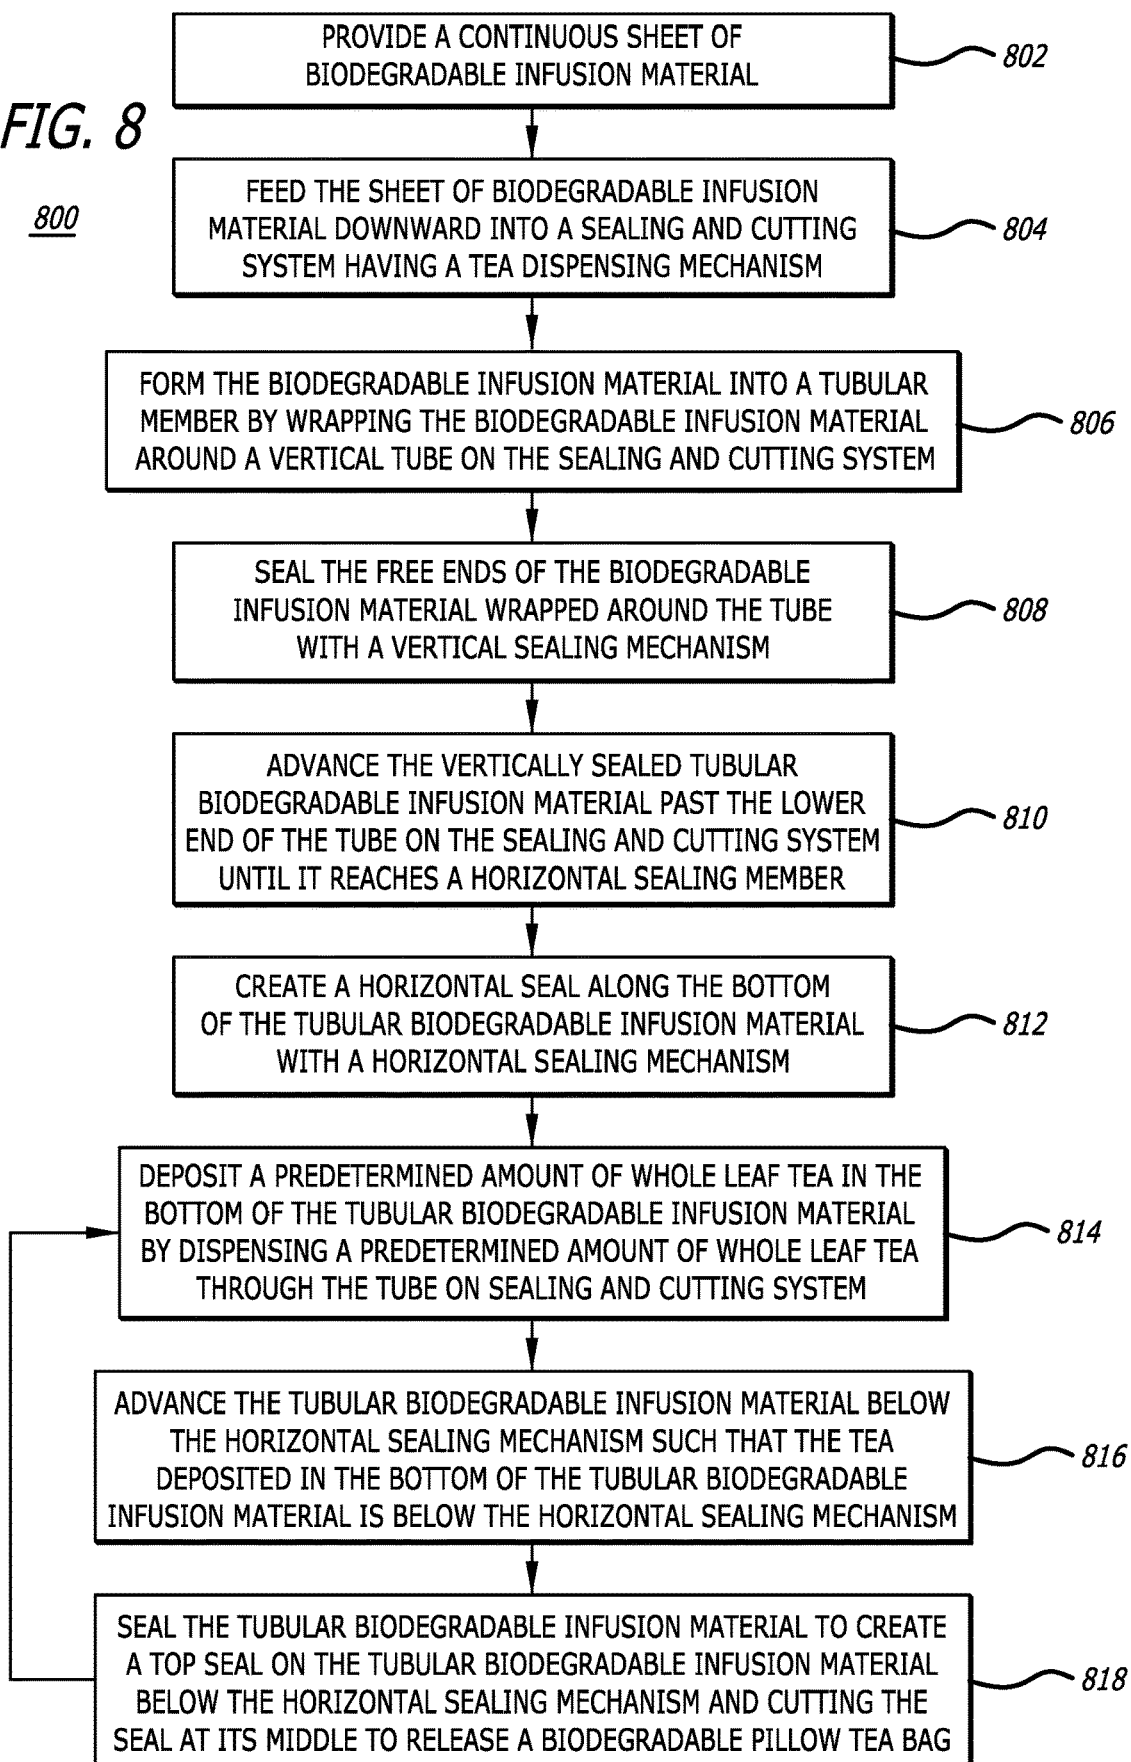 PROVIDE A CONTINUOUS SHEET OF
BIODEGRADABLE INFUSION MATERIAL
802
FIG. 8
800
FEED THE SHEET OF BIODEGRADABLE INFUSION
MATERIAL DOWNWARD INTO A SEALING AND CUTTING
SYSTEM HAVING A TEA DISPENSING MECHANISM
804
FORM THE BIODEGRADABLE INFUSION MATERIAL INTO A TUBULAR
MEMBER BY WRAPPING THE BIODEGRADABLE INFUSION MATERIAL
AROUND A VERTICAL TUBE ON THE SEALING AND CUTTING SYSTEM
806
SEAL THE FREE ENDS OF THE BIODEGRADABLE
INFUSION MATERIAL WRAPPED AROUND THE TUBE
WITH A VERTICAL SEALING MECHANISM
808
ADVANCE THE VERTICALLY SEALED TUBULAR
BIODEGRADABLE INFUSION MATERIAL PAST THE LOWER
END OF THE TUBE ON THE SEALING AND CUTTING SYSTEM
UNTIL IT REACHES A HORIZONTAL SEALING MEMBER
810
CREATE A HORIZONTAL SEAL ALONG THE BOTTOM
OF THE TUBULAR BIODEGRADABLE INFUSION MATERIAL
WITH A HORIZONTAL SEALING MECHANISM
812
DEPOSIT A PREDETERMINED AMOUNT OF WHOLE LEAF TEA IN THE
BOTTOM OF THE TUBULAR BIODEGRADABLE INFUSION MATERIAL
BY DISPENSING A PREDETERMINED AMOUNT OF WHOLE LEAF TEA
THROUGH THE TUBE ON SEALING AND CUTTING SYSTEM
814
ADVANCE THE TUBULAR BIODEGRADABLE INFUSION MATERIAL BELOW
THE HORIZONTAL SEALING MECHANISM SUCH THAT THE TEA
DEPOSITED IN THE BOTTOM OF THE TUBULAR BIODEGRADABLE
INFUSION MATERIAL IS BELOW THE HORIZONTAL SEALING MECHANISM
816
SEAL THE TUBULAR BIODEGRADABLE INFUSION MATERIAL TO CREATE
A TOP SEAL ON THE TUBULAR BIODEGRADABLE INFUSION MATERIAL
BELOW THE HORIZONTAL SEALING MECHANISM AND CUTTING THE
SEAL AT ITS MIDDLE TO RELEASE A BIODEGRADABLE PILLOW TEA BAG
818